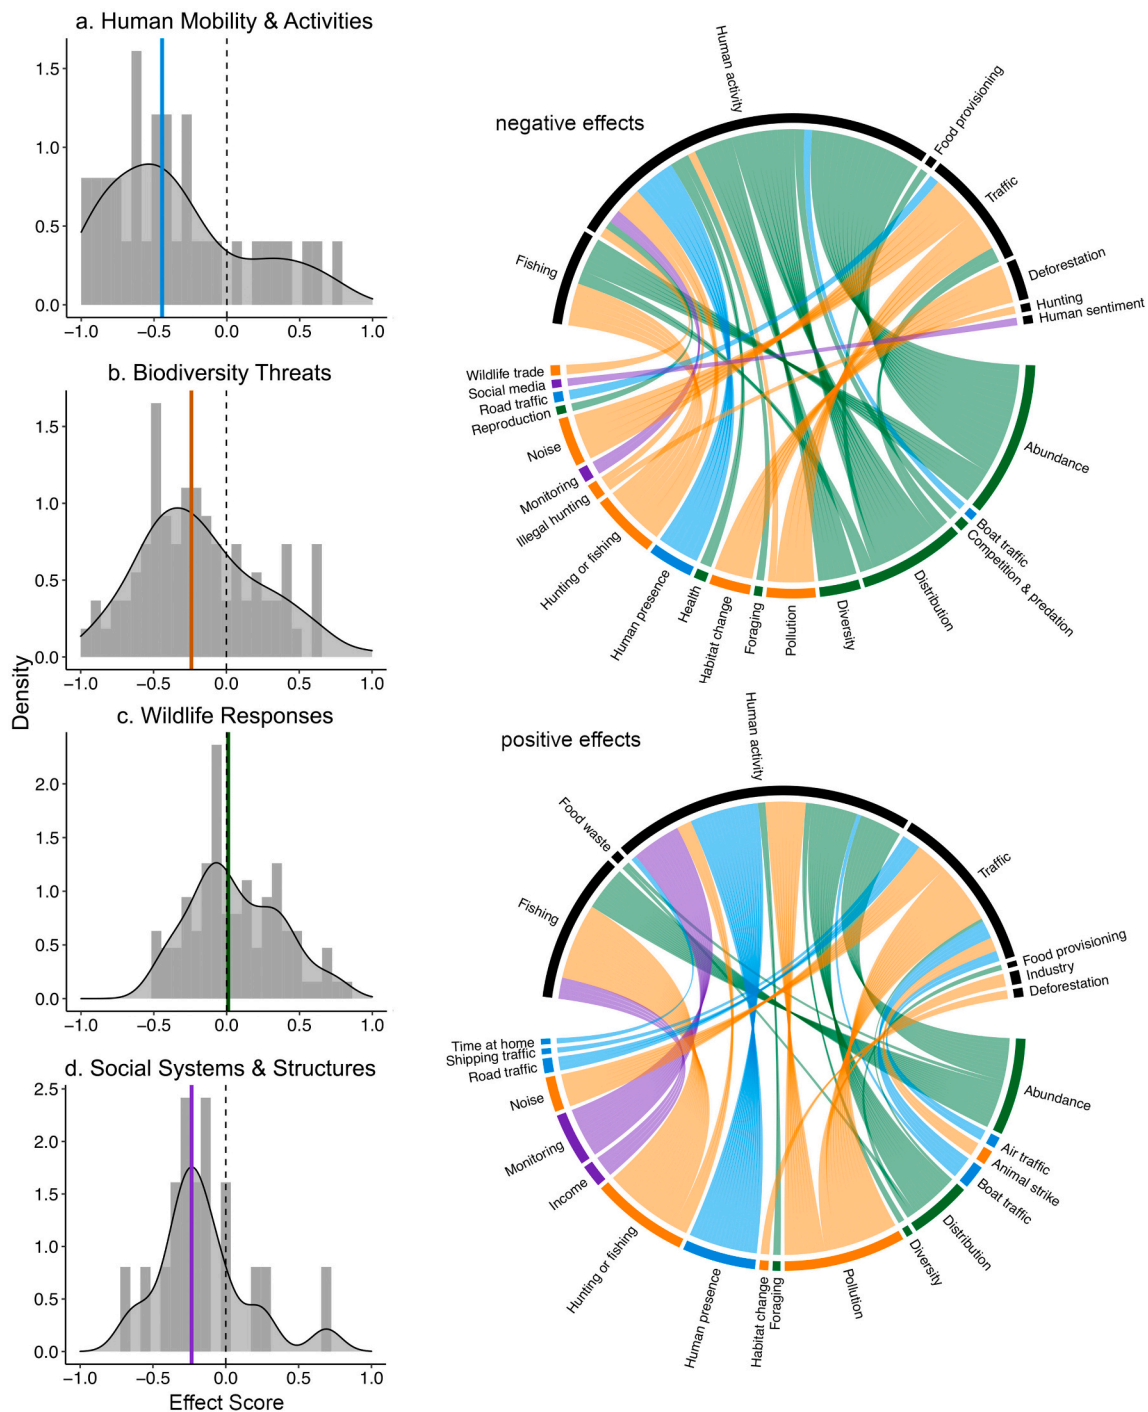 a. Human Mobility & Activities
1.5
1.0
0.5
0.0
−1.0 −0.5 0.0 0.5 1.0
b. Biodiversity Threats
1.5
1.0
0.5
0.0
−1.0 −0.5 0.0 0.5 1.0
c. Wildlife Responses
2.0
1.5
1.0
0.5
0.0
−1.0 −0.5 0.0 0.5 1.0
d. Social Systems & Structures
2.5
2.0
1.5
1.0
0.5
0.0
−1.0 −0.5 0.0 0.5 1.0
Density
Effect Score
negative effects
Fishing
Human activity
Food provisioning
Traffic
Deforestation
Hunting
Human sentiment
Abundance
Boat traffic
Competition & predation
Distribution
Diversity
Pollution
Foraging
Habitat change
Health
Human presence
Hunting or fishing
Illegal hunting
Monitoring
Noise
Reproduction
Road traffic
Social media
Wildlife trade
positive effects
Fishing
Food waste
Human activity
Traffic
Food provisioning
Industry
Deforestation
Abundance
Air traffic
Animal strike
Boat traffic
Distribution
Diversity
Pollution
Foraging
Habitat change
Human presence
Hunting or fishing
Income
Monitoring
Noise
Road traffic
Shipping traffic
Time at home